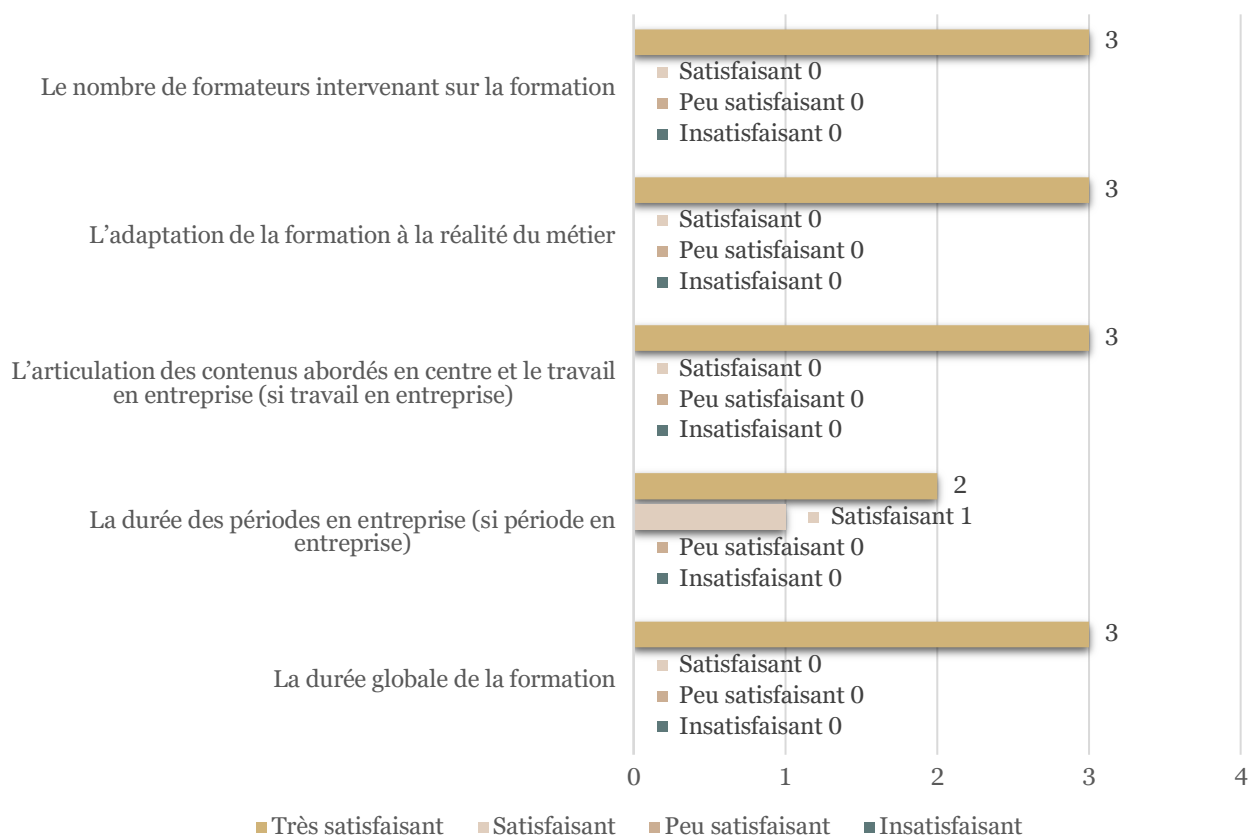 3
Le nombre de formateurs intervenant sur la formation
Satisfaisant 0
Peu satisfaisant 0
Insatisfaisant 0
3
L’adaptation de la formation à la réalité du métier
Satisfaisant 0
Peu satisfaisant 0
Insatisfaisant 0
3
L’articulation des contenus abordés en centre et le travail
en entreprise (si travail en entreprise)
Satisfaisant 0
Peu satisfaisant 0
Insatisfaisant 0
2
La durée des périodes en entreprise (si période en
entreprise)
Satisfaisant 1
Peu satisfaisant 0
Insatisfaisant 0
3
La durée globale de la formation
Satisfaisant 0
Peu satisfaisant 0
Insatisfaisant 0
0 1 2 3 4
Très satisfaisant Satisfaisant Peu satisfaisant Insatisfaisant